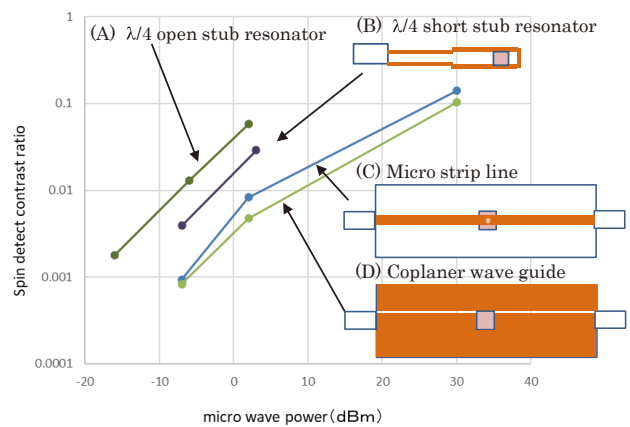 1
(A) λ/4 open stub resonator
(B) λ/4 short stub resonator
0.1
0.01
(C) Micro strip line
0.001
(D) Coplaner wave guide
0.0001
-20
-10
0
10
20
30
40
Spin detect contrast ratio
micro wave power(dBm)